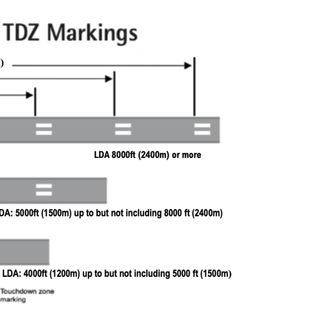 TDZ Markings
)
LDA 8000ft (2400m) or more
DA: 5000ft (1500m) up to but not including 8000 ft (2400m)
LDA: 4000ft (1200m) up to but not including 5000 ft (1500m)
Touchdown zone
marking